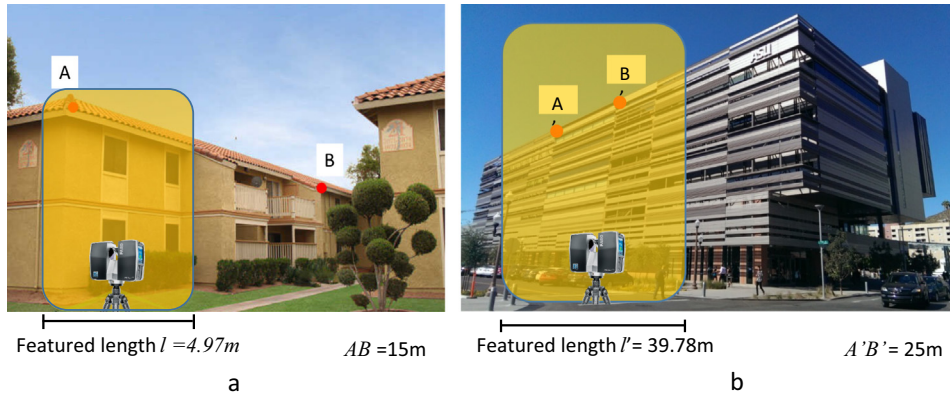 A
B
A'
B'
ASU
Featured length l =4.97m
AB =15m
Featured length l'= 39.78m
A'B' = 25m
a
b